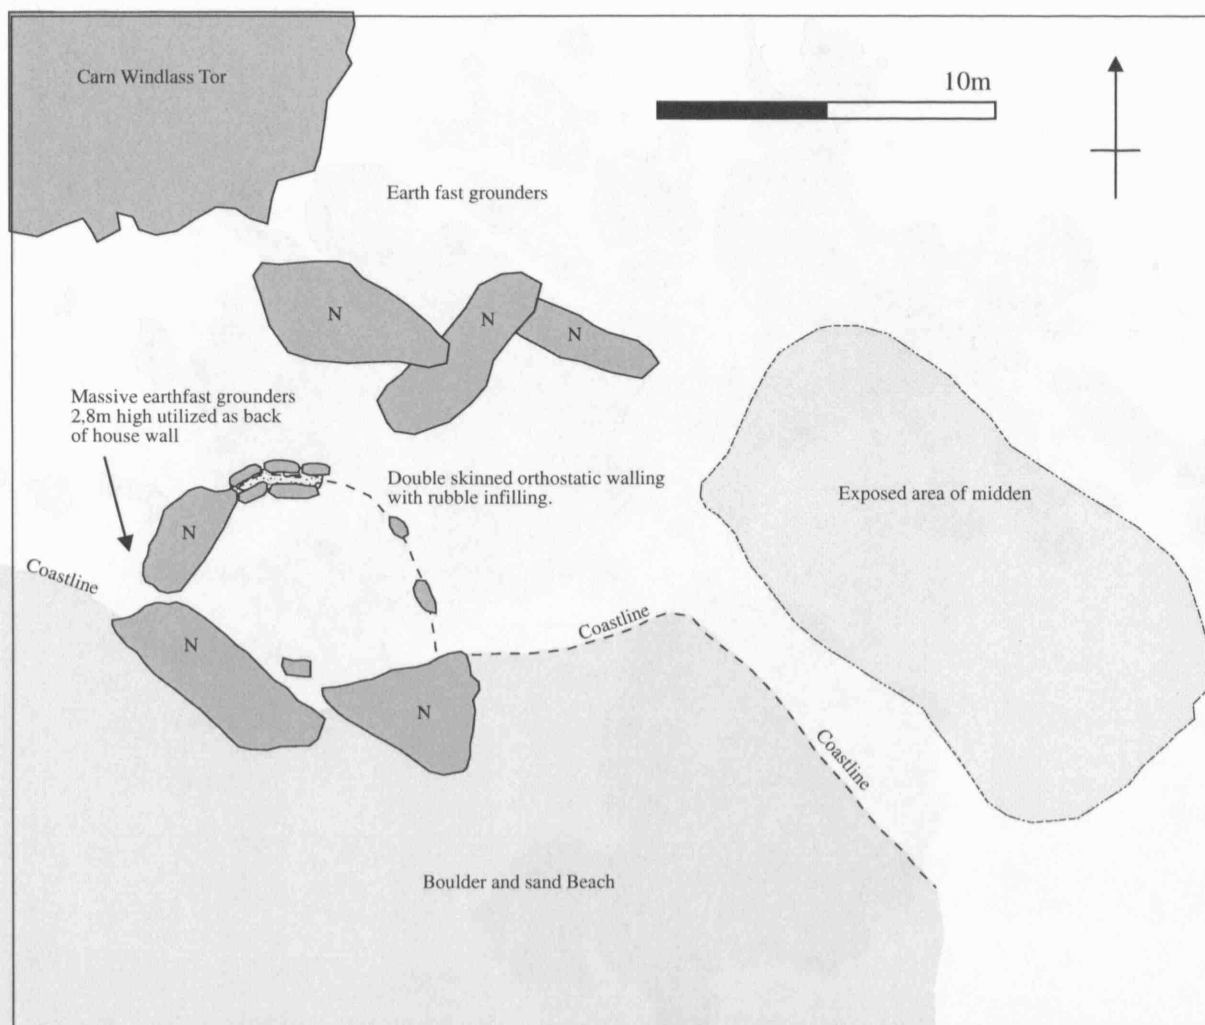 Carn Windlass Tor
10m
Earth fast grounders
N
N
N
Massive earthfast grounders
2,8m high utilized as back
of house wall
Double skinned orthostatic walling
with rubble infilling.
Exposed area of midden
N
Coastline
Coastline
N
N
Coastline
Boulder and sand Beach